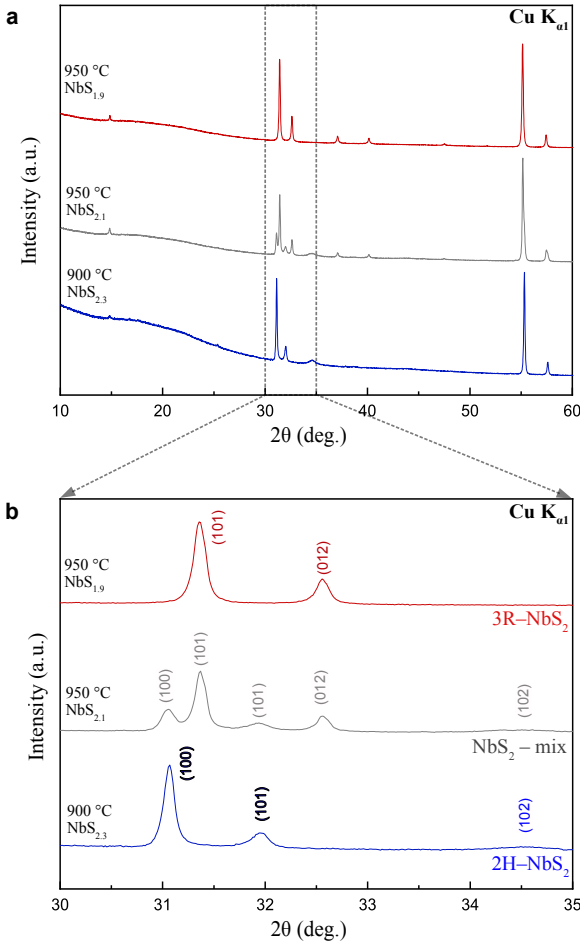 a
Cu Kα1
950 °C
NbS1.9
950 °C
NbS2.1
900 °C
NbS2.3
Intensity (a.u.)
10 20 30 40 50 60
2θ (deg.)
b
Cu Kα1
950 °C
NbS1.9
(101)
(012)
3R–NbS2
950 °C
NbS2.1
(100)
(101)
(101)
(012)
(102)
NbS2 – mix
900 °C
NbS2.3
(100)
(101)
(102)
2H–NbS2
Intensity (a.u.)
30 31 32 33 34 35
2θ (deg.)